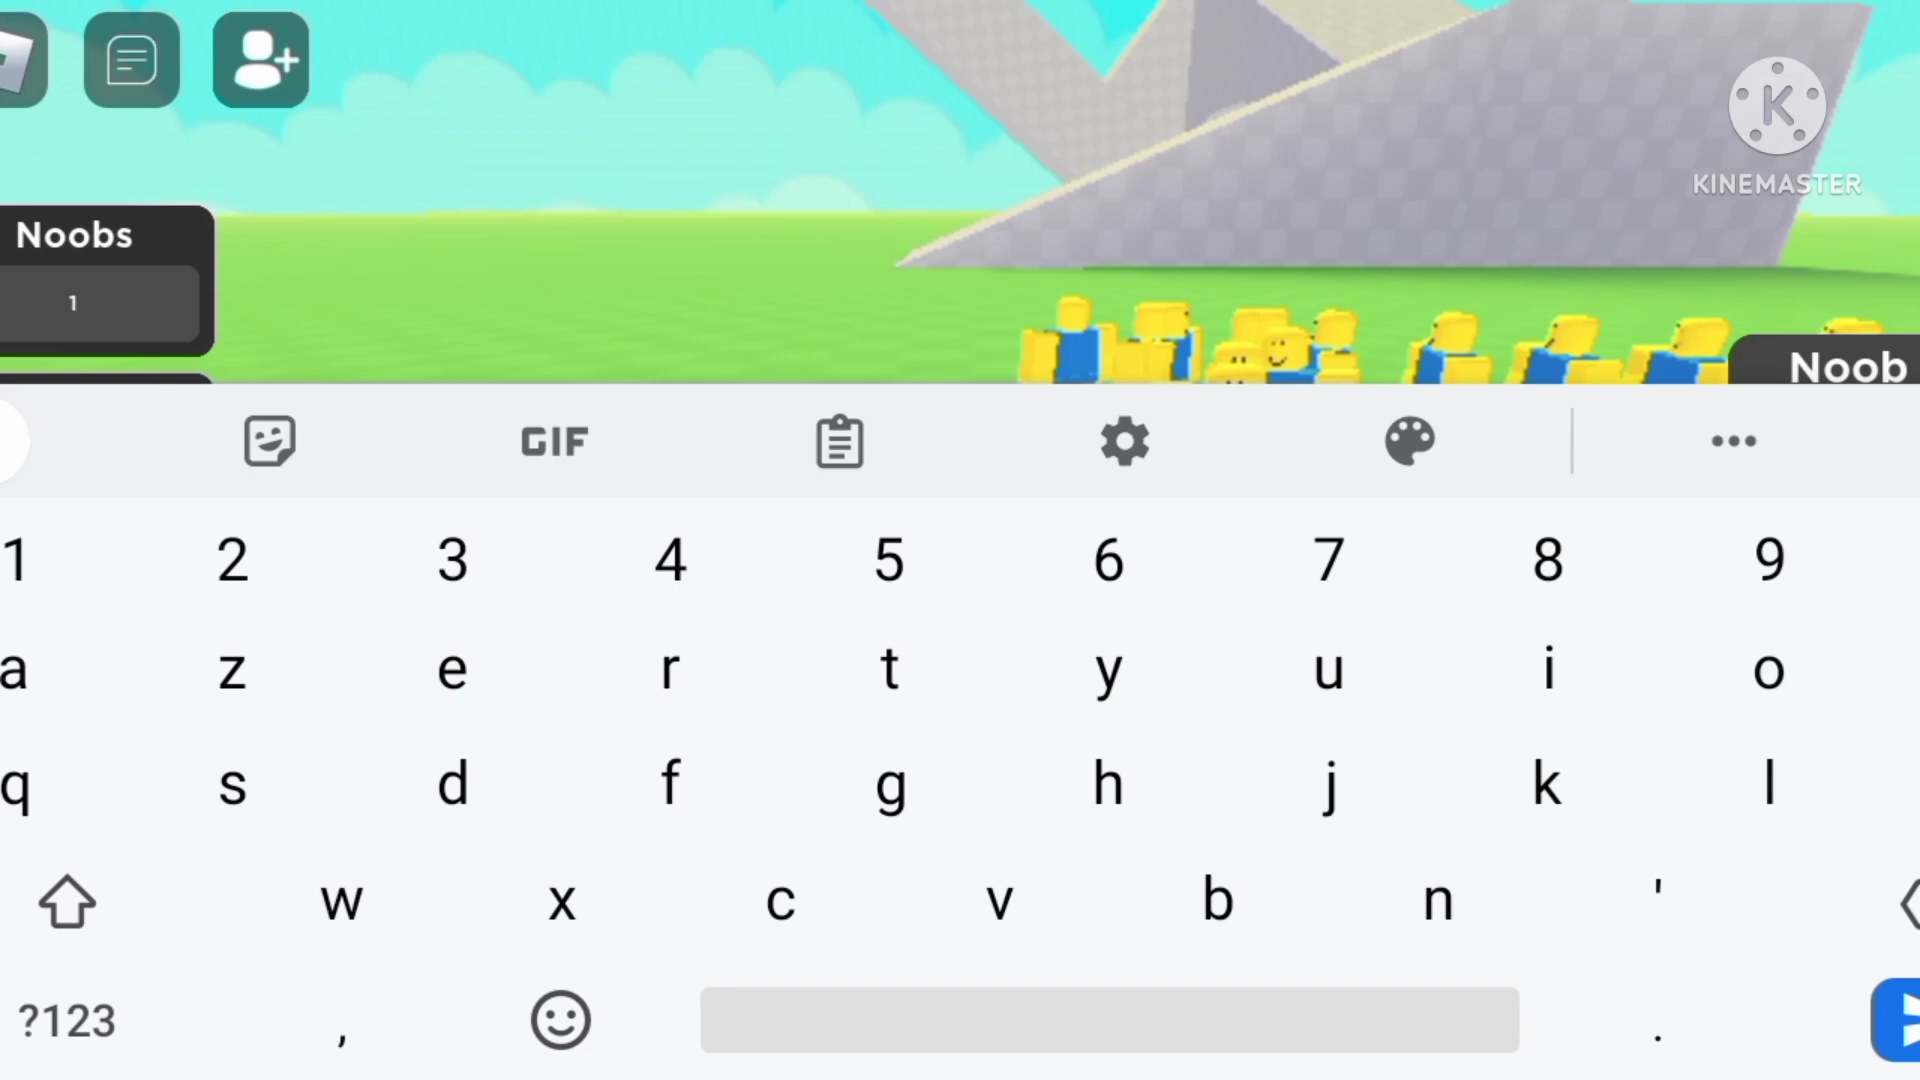 K
KINEMASTER
Noobs
1
Noob
GIF
1 2 3 4 5 6 7 8 9
a z e r t y u i o
q s d f g h j k l
w x c v b n '
?123 , .